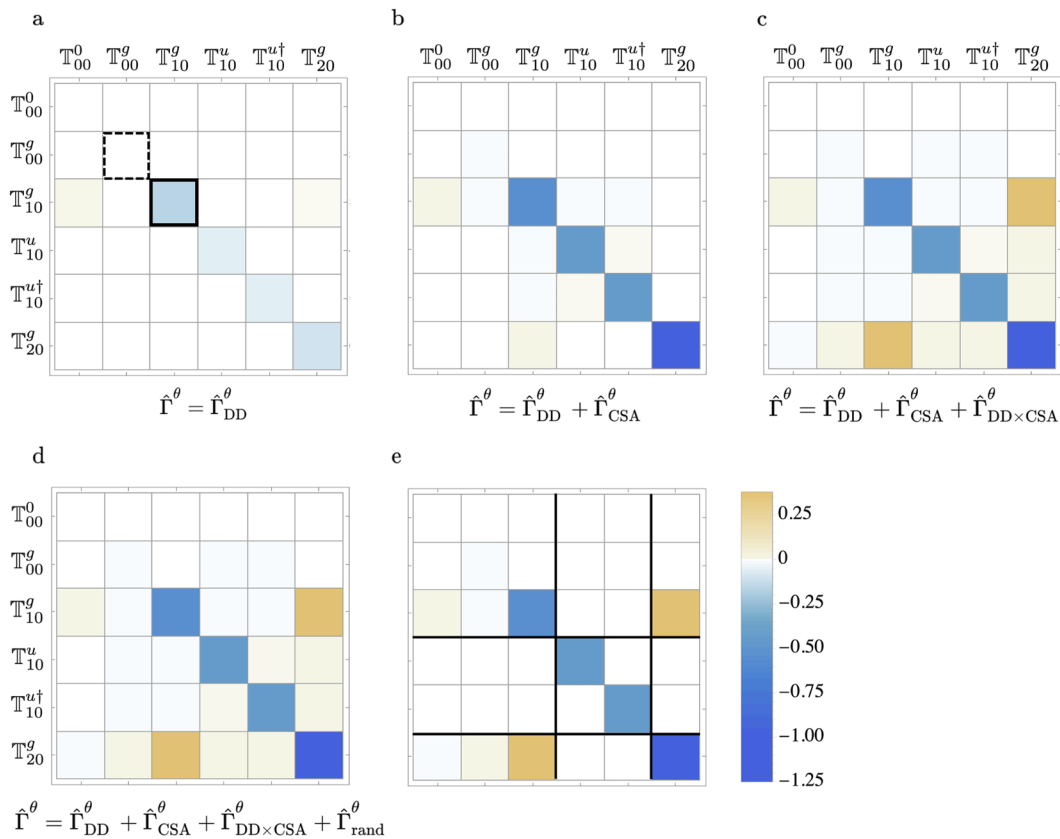 a
𝕋⁰₀₀ 𝕋ᵍ₀₀ 𝕋ᵍ₁₀ 𝕋ᵘ₁₀ 𝕋ᵘ†₁₀ 𝕋ᵍ₂₀
𝕋⁰₀₀
𝕋ᵍ₀₀
𝕋ᵍ₁₀
𝕋ᵘ₁₀
𝕋ᵘ†₁₀
𝕋ᵍ₂₀
Γ̂^θ = Γ̂^θ_DD
b
𝕋⁰₀₀ 𝕋ᵍ₀₀ 𝕋ᵍ₁₀ 𝕋ᵘ₁₀ 𝕋ᵘ†₁₀ 𝕋ᵍ₂₀
Γ̂^θ = Γ̂^θ_DD + Γ̂^θ_CSA
c
𝕋⁰₀₀ 𝕋ᵍ₀₀ 𝕋ᵍ₁₀ 𝕋ᵘ₁₀ 𝕋ᵘ†₁₀ 𝕋ᵍ₂₀
Γ̂^θ = Γ̂^θ_DD + Γ̂^θ_CSA + Γ̂^θ_DD×CSA
d
𝕋⁰₀₀
𝕋ᵍ₀₀
𝕋ᵍ₁₀
𝕋ᵘ₁₀
𝕋ᵘ†₁₀
𝕋ᵍ₂₀
Γ̂^θ = Γ̂^θ_DD + Γ̂^θ_CSA + Γ̂^θ_DD×CSA + Γ̂^θ_rand
e
0.25
0
−0.25
−0.50
−0.75
−1.00
−1.25